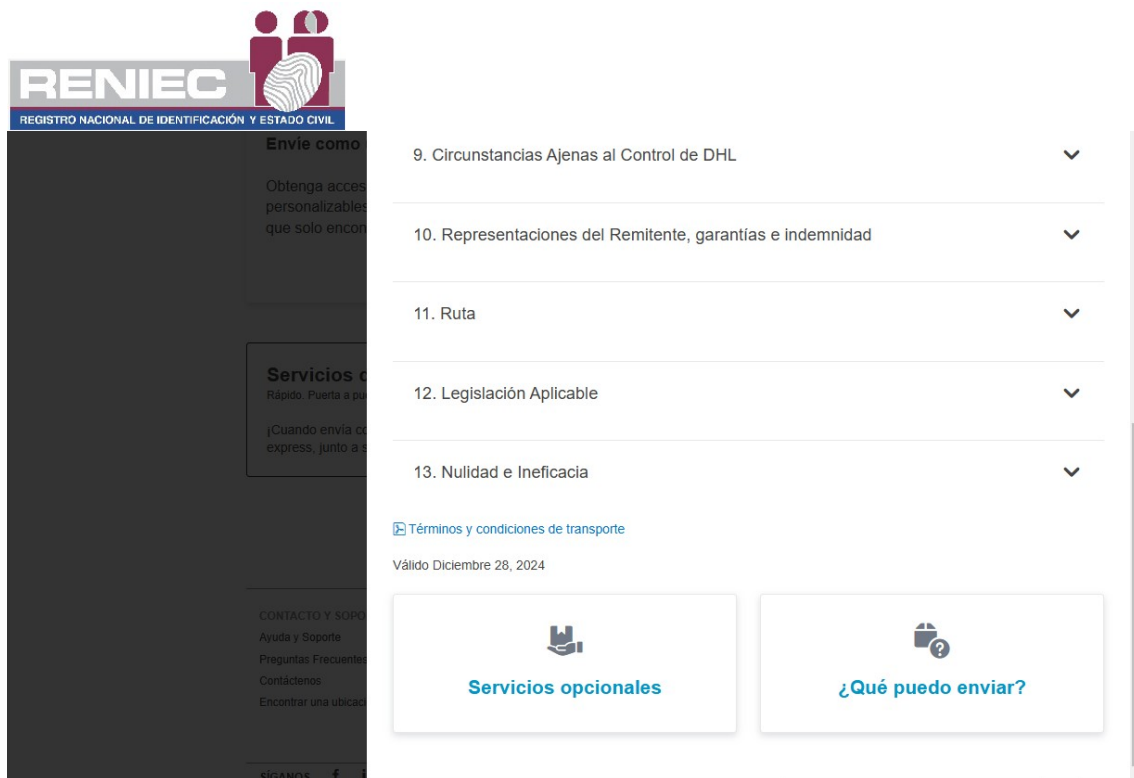 RENIEC
REGISTRO NACIONAL DE IDENTIFICACIÓN Y ESTADO CIVIL
Envíe como
Obtenga acces
personalizables
que solo encon
Servicios d
Rápido. Puerta a pue
¡Cuando envía co
express, junto a s
CONTACTO Y SOPO
Ayuda y Soporte
Preguntas Frecuentes
Contáctenos
Encontrar una ubicaci
SÍGANOS
9. Circunstancias Ajenas al Control de DHL
10. Representaciones del Remitente, garantías e indemnidad
11. Ruta
12. Legislación Aplicable
13. Nulidad e Ineficacia
Términos y condiciones de transporte
Válido Diciembre 28, 2024
Servicios opcionales
¿Qué puedo enviar?